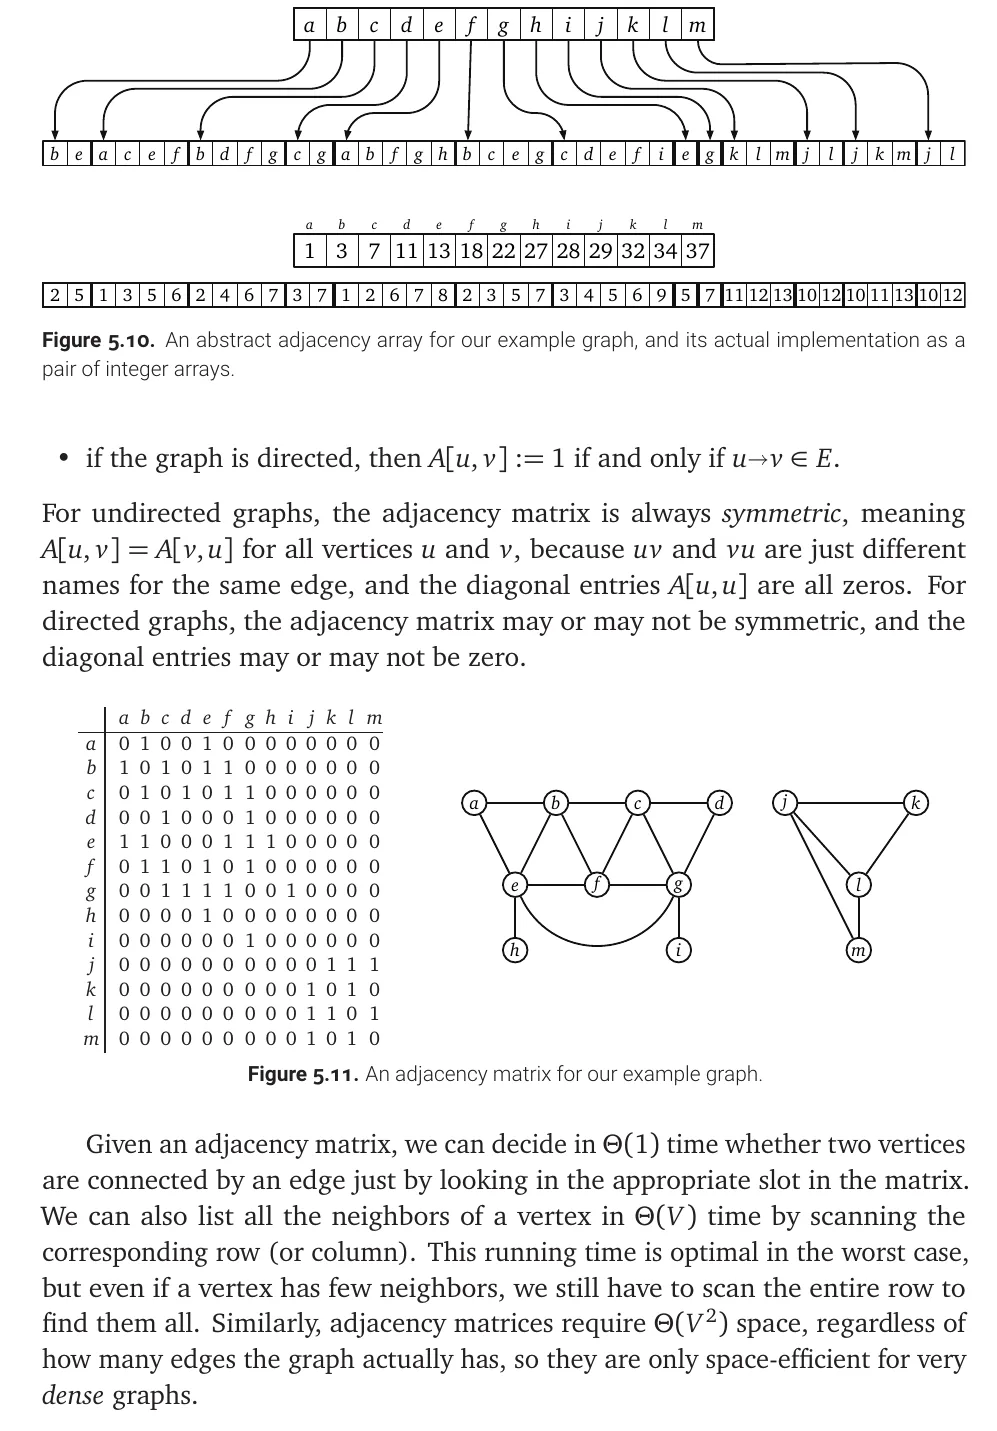 a b c d e f g h i j k l m
b e a c e f b d f g c g a b f g h b c e g c d e f i e g k l m j l j k m j l
a b c d e f g h i j k l m
1 3 7 11 13 18 22 27 28 29 32 34 37
2 5 1 3 5 6 2 4 6 7 3 7 1 2 6 7 8 2 3 5 7 3 4 5 6 9 5 7 11 12 13 10 12 10 11 13 10 12
Figure 5.10. An abstract adjacency array for our example graph, and its actual implementation as a
pair of integer arrays.
• if the graph is directed, then A[u, v] := 1 if and only if u→v ∈ E.
For undirected graphs, the adjacency matrix is always symmetric, meaning
A[u, v] = A[v, u] for all vertices u and v, because uv and vu are just different
names for the same edge, and the diagonal entries A[u, u] are all zeros. For
directed graphs, the adjacency matrix may or may not be symmetric, and the
diagonal entries may or may not be zero.
a b c d e f g h i j k l m
a 0 1 0 0 1 0 0 0 0 0 0 0 0
b 1 0 1 0 1 1 0 0 0 0 0 0 0
c 0 1 0 1 0 1 1 0 0 0 0 0 0
d 0 0 1 0 0 0 1 0 0 0 0 0 0
e 1 1 0 0 0 1 1 1 0 0 0 0 0
f 0 1 1 0 1 0 1 0 0 0 0 0 0
g 0 0 1 1 1 1 0 0 1 0 0 0 0
h 0 0 0 0 1 0 0 0 0 0 0 0 0
i 0 0 0 0 0 0 1 0 0 0 0 0 0
j 0 0 0 0 0 0 0 0 0 0 1 1 1
k 0 0 0 0 0 0 0 0 0 1 0 1 0
l 0 0 0 0 0 0 0 0 0 1 1 0 1
m 0 0 0 0 0 0 0 0 0 1 0 1 0
a b c d j k
e f g l
h i m
Figure 5.11. An adjacency matrix for our example graph.
Given an adjacency matrix, we can decide in Θ(1) time whether two vertices
are connected by an edge just by looking in the appropriate slot in the matrix.
We can also list all the neighbors of a vertex in Θ(V) time by scanning the
corresponding row (or column). This running time is optimal in the worst case,
but even if a vertex has few neighbors, we still have to scan the entire row to
find them all. Similarly, adjacency matrices require Θ(V²) space, regardless of
how many edges the graph actually has, so they are only space-efficient for very
dense graphs.